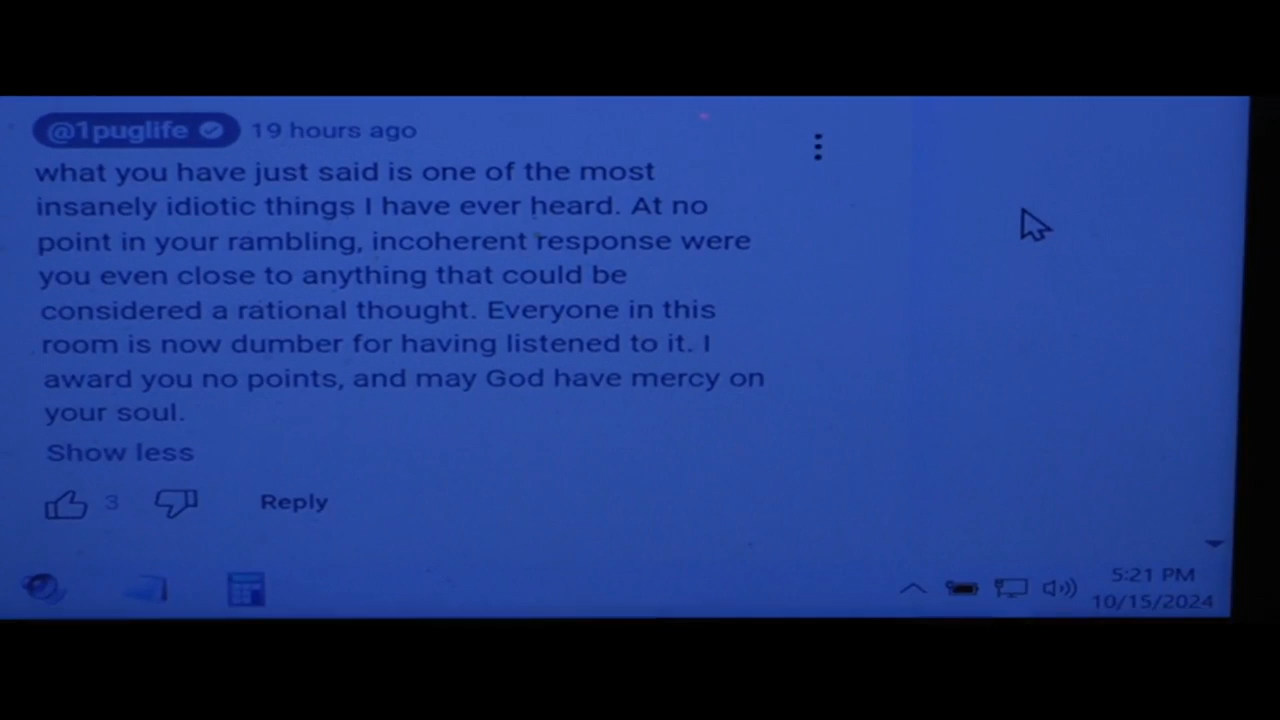 @1puglife 19 hours ago
what you have just said is one of the most
insanely idiotic things I have ever heard. At no
point in your rambling, incoherent response were
you even close to anything that could be
considered a rational thought. Everyone in this
room is now dumber for having listened to it. I
award you no points, and may God have mercy on
your soul.
Show less
3 Reply
5:21 PM
10/15/2024